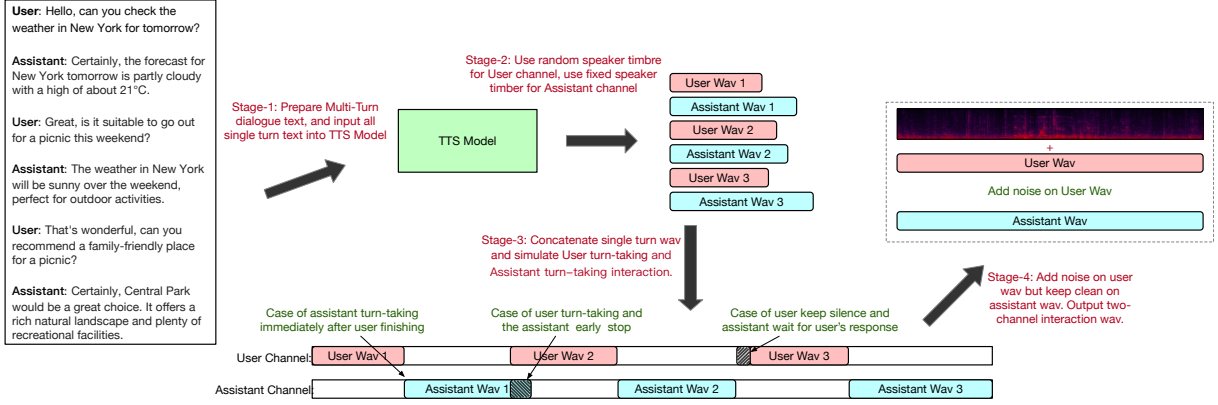 User: Hello, can you check the
weather in New York for tomorrow?
Assistant: Certainly, the forecast for
New York tomorrow is partly cloudy
with a high of about 21°C.
User: Great, is it suitable to go out
for a picnic this weekend?
Assistant: The weather in New York
will be sunny over the weekend,
perfect for outdoor activities.
User: That's wonderful, can you
recommend a family-friendly place
for a picnic?
Assistant: Certainly, Central Park
would be a great choice. It offers a
rich natural landscape and plenty of
recreational facilities.
Stage-1: Prepare Multi-Turn
dialogue text, and input all
single turn text into TTS Model
TTS Model
Stage-2: Use random speaker timbre
for User channel, use fixed speaker
timber for Assistant channel
User Wav 1
Assistant Wav 1
User Wav 2
Assistant Wav 2
User Wav 3
Assistant Wav 3
Stage-3: Concatenate single turn wav
and simulate User turn-taking and
Assistant turn-taking interaction.
Case of assistant turn-taking
immediately after user finishing
Case of user turn-taking and
the assistant early stop
Case of user keep silence and
assistant wait for user's response
User Channel:
User Wav 1
User Wav 2
User Wav 3
Assistant Channel:
Assistant Wav 1
Assistant Wav 2
Assistant Wav 3
Stage-4: Add noise on user
wav but keep clean on
assistant wav. Output two-
channel interaction wav.
+
User Wav
Add noise on User Wav
Assistant Wav